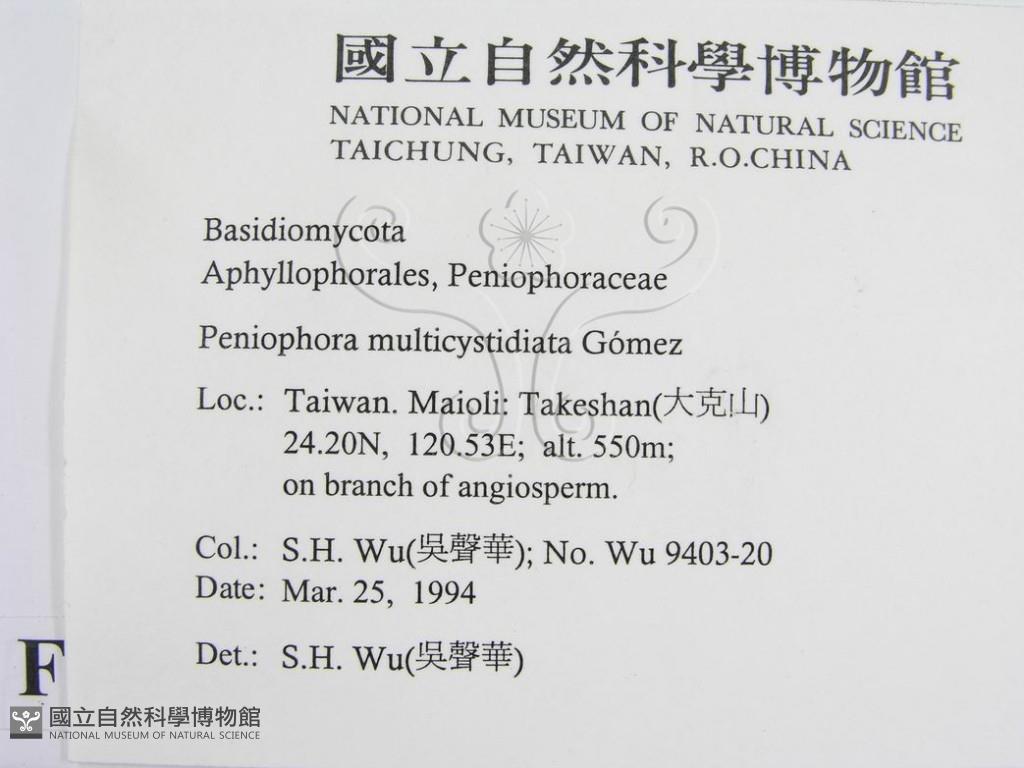 國立自然科學博物館
NATIONAL MUSEUM OF NATURAL SCIENCE
TAICHUNG, TAIWAN, R.O.CHINA
Basidiomycota
Aphyllophorales, Peniophoraceae
Peniophora multicystidiata Gómez
Loc.: Taiwan. Maioli: Takeshan(大克山)
24.20N, 120.53E; alt. 550m;
on branch of angiosperm.
Col.: S.H. Wu(吳聲華); No. Wu 9403-20
Date: Mar. 25, 1994
Det.: S.H. Wu(吳聲華)
F
國立自然科學博物館
NATIONAL MUSEUM OF NATURAL SCIENCE